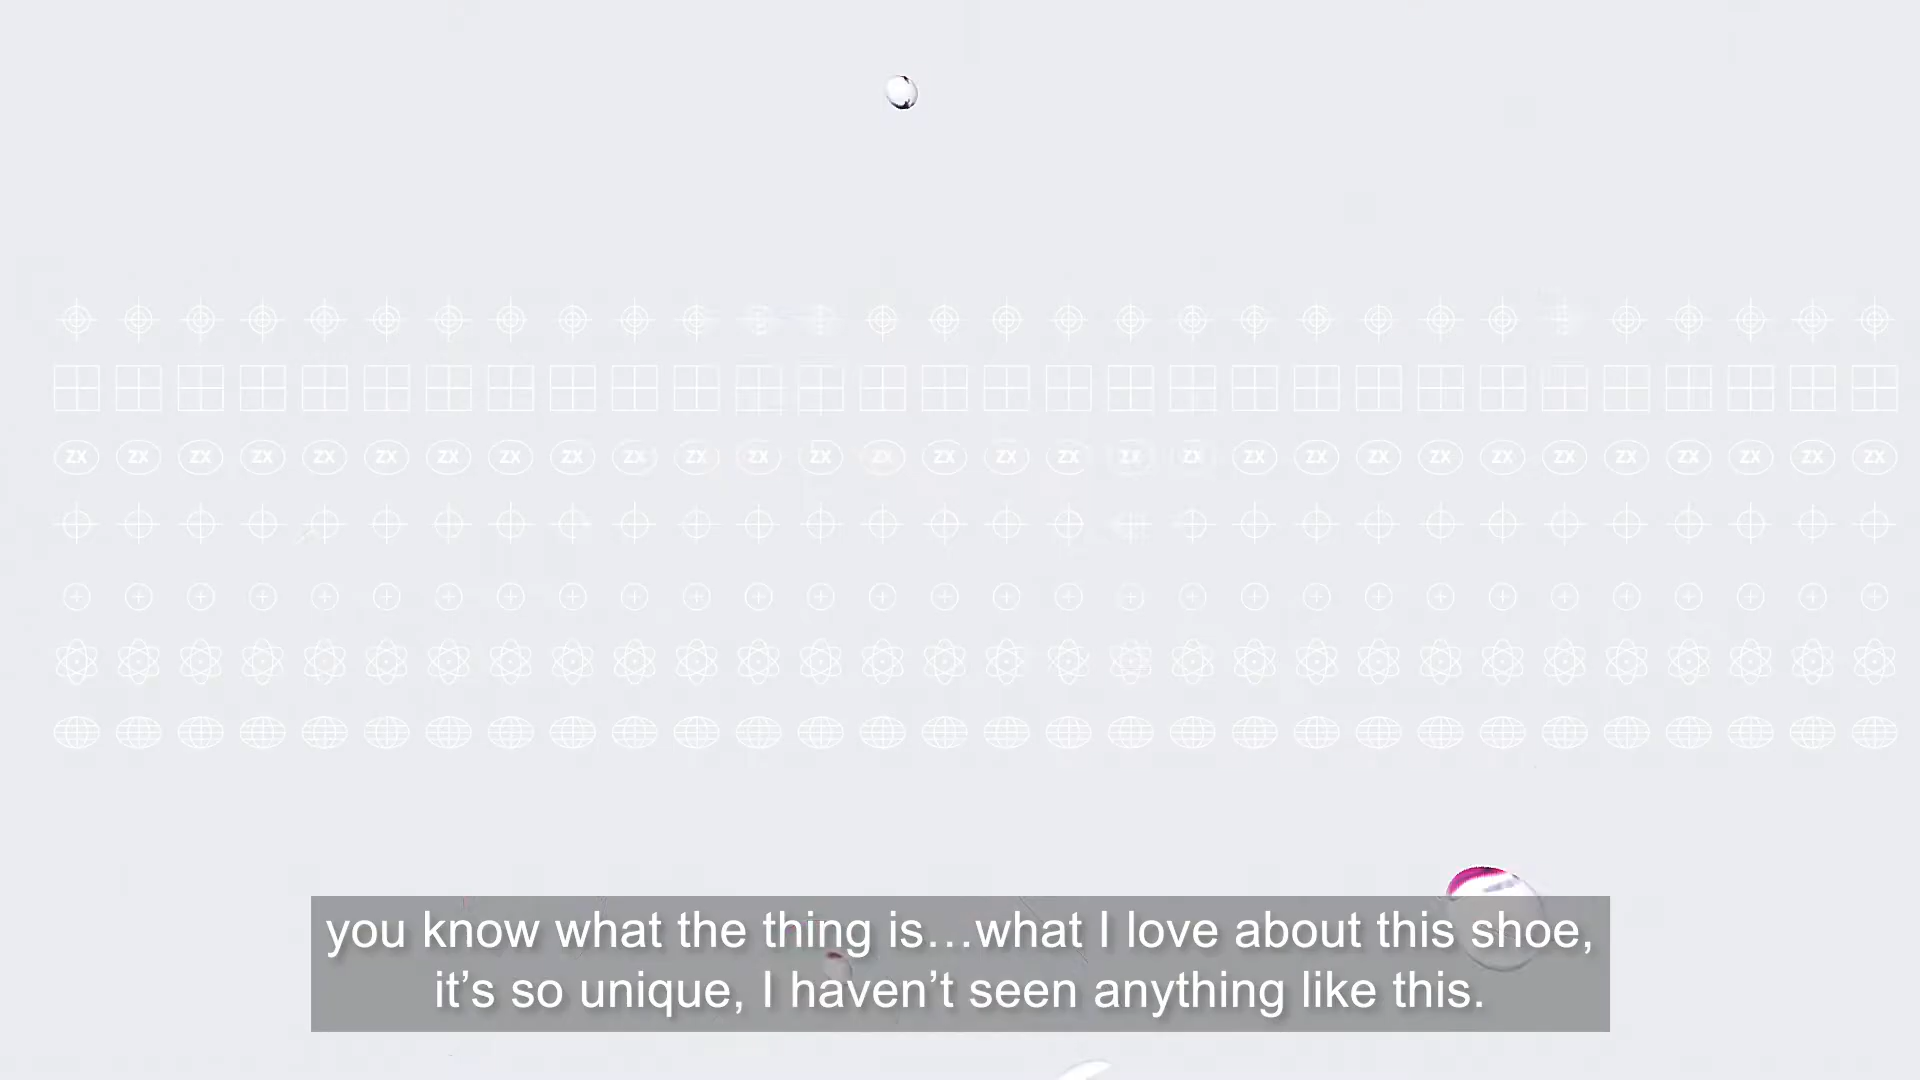 ZX ZX ZX ZX ZX ZX ZX ZX ZX ZX ZX ZX ZX ZX ZX ZX ZX ZX ZX ZX ZX ZX ZX ZX ZX ZX ZX ZX ZX ZX
you know what the thing is…what I love about this shoe,
it’s so unique, I haven’t seen anything like this.